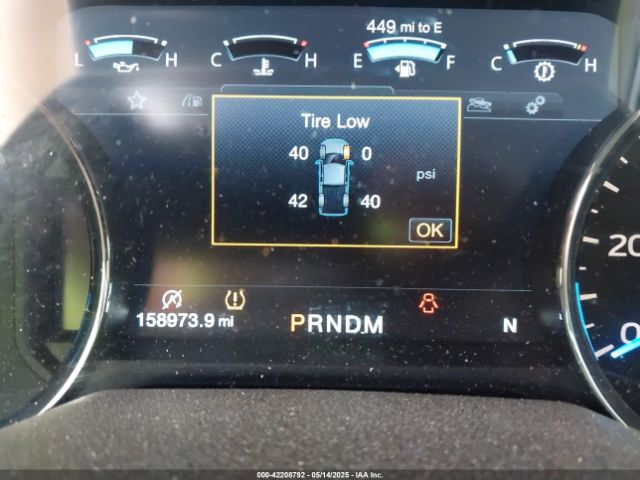 449 mi to E
L H C H E F C H
Tire Low
40 0
psi
42 40
OK
20
158973.9 mi PRNDM N 0
000-42208792 - 05/14/2025 - IAA Inc.